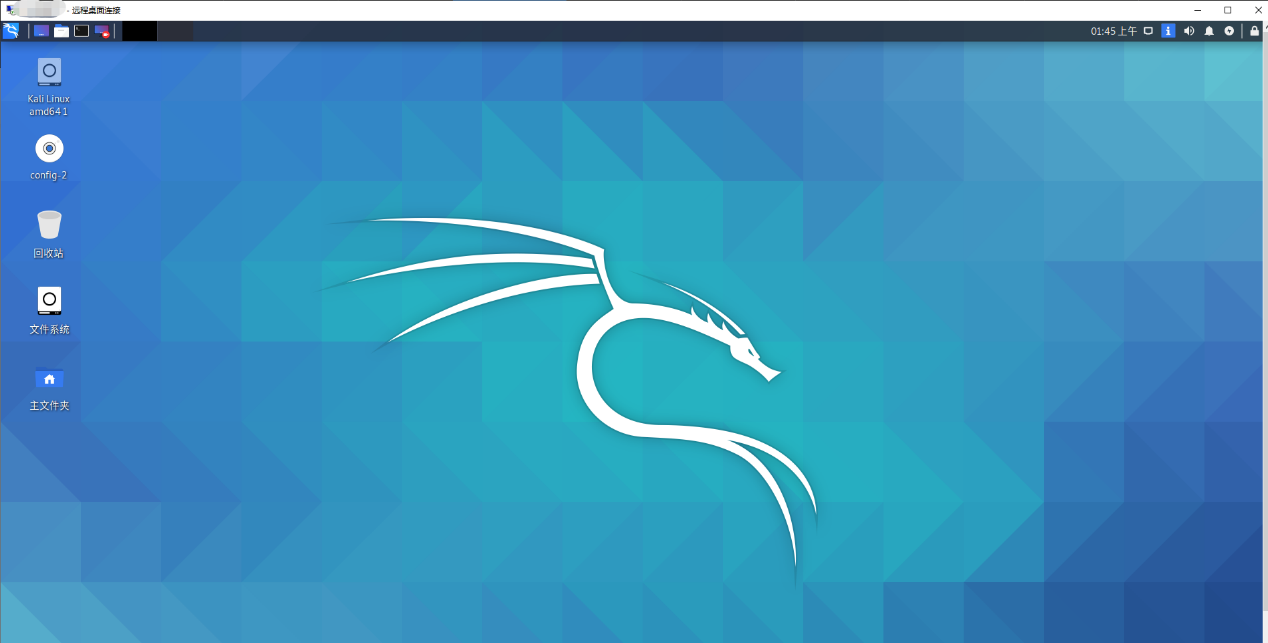 - 远程桌面连接
01:45 上午
Kali Linux
amd64 1
config-2
回收站
文件系统
主文件夹